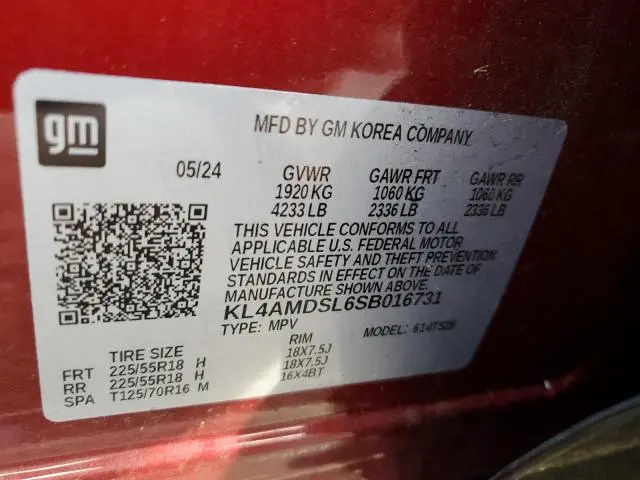 gm
MFD BY GM KOREA COMPANY
05/24 GVWR GAWR FRT GAWR RR
1920 KG 1060 KG 1060 KG
4233 LB 2336 LB 2336 LB
THIS VEHICLE CONFORMS TO ALL
APPLICABLE U.S. FEDERAL MOTOR
VEHICLE SAFETY AND THEFT PREVENTION
STANDARDS IN EFFECT ON THE DATE OF
MANUFACTURE SHOWN ABOVE.
KL4AMDSL6SB016731
TYPE: MPV MODEL:
TIRE SIZE RIM
FRT 225/55R18 H 18X7.5J
RR 225/55R18 H 18X7.5J
SPA T125/70R16 M 16X4BT